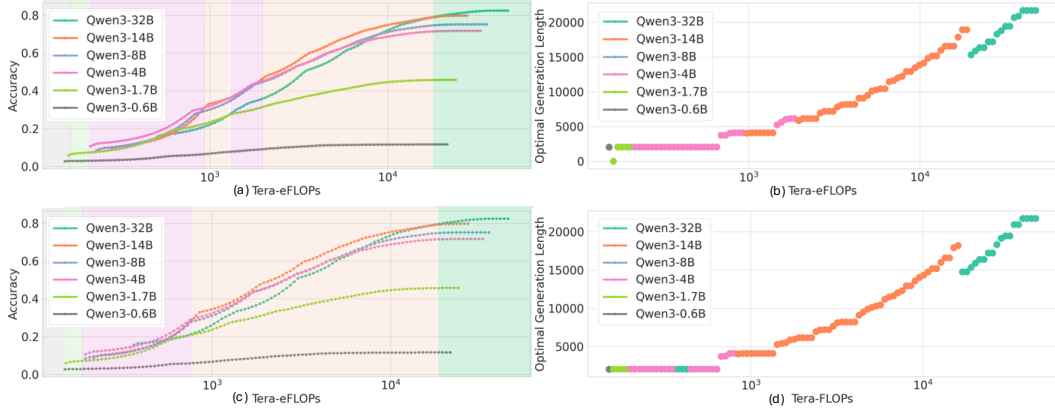 0.8
0.6
0.4
0.2
0.0
Accuracy
Qwen3-32B
Qwen3-14B
Qwen3-8B
Qwen3-4B
Qwen3-1.7B
Qwen3-0.6B
10³
10⁴
(a) Tera-eFLOPs
20000
15000
10000
5000
0
Optimal Generation Length
Qwen3-32B
Qwen3-14B
Qwen3-8B
Qwen3-4B
Qwen3-1.7B
Qwen3-0.6B
10³
10⁴
(b) Tera-eFLOPs
0.8
0.6
0.4
0.2
0.0
Accuracy
Qwen3-32B
Qwen3-14B
Qwen3-8B
Qwen3-4B
Qwen3-1.7B
Qwen3-0.6B
10³
10⁴
(c) Tera-eFLOPs
20000
15000
10000
5000
Optimal Generation Length
Qwen3-32B
Qwen3-14B
Qwen3-8B
Qwen3-4B
Qwen3-1.7B
Qwen3-0.6B
10³
10⁴
(d) Tera-FLOPs